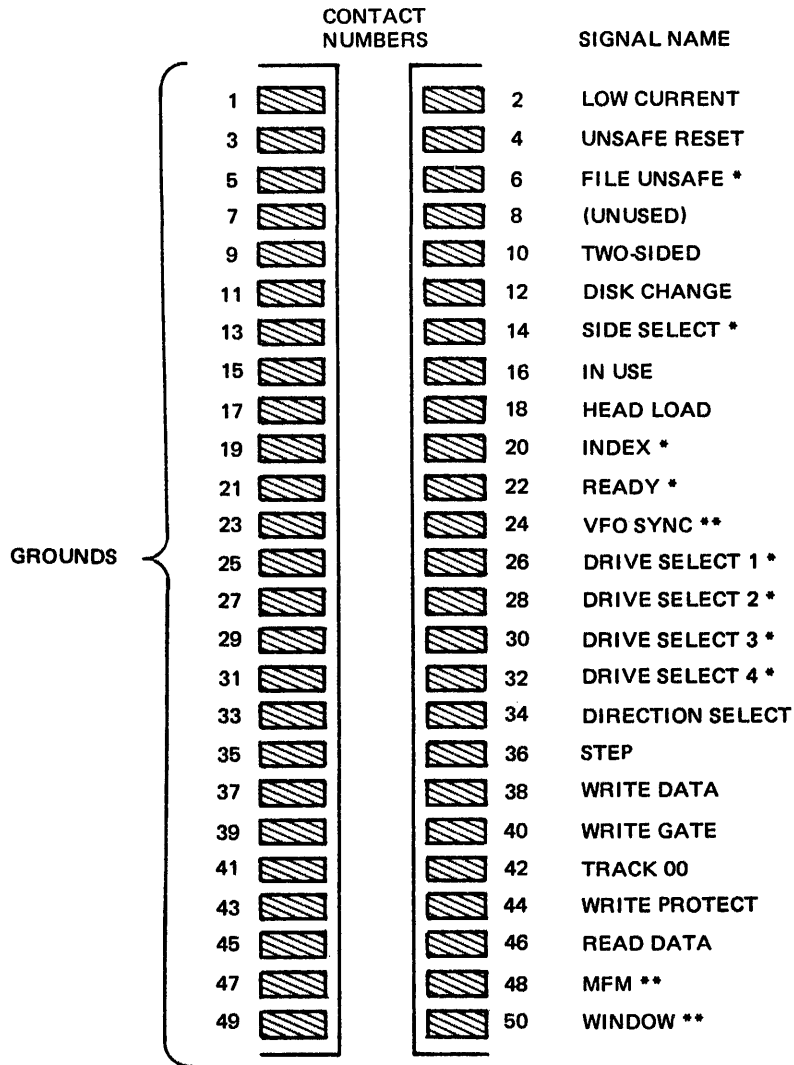 CONTACT
NUMBERS SIGNAL NAME
1 2 LOW CURRENT
3 4 UNSAFE RESET
5 6 FILE UNSAFE *
7 8 (UNUSED)
9 10 TWO-SIDED
11 12 DISK CHANGE
13 14 SIDE SELECT *
15 16 IN USE
17 18 HEAD LOAD
19 20 INDEX *
21 22 READY *
23 24 VFO SYNC **
GROUNDS 25 26 DRIVE SELECT 1 *
27 28 DRIVE SELECT 2 *
29 30 DRIVE SELECT 3 *
31 32 DRIVE SELECT 4 *
33 34 DIRECTION SELECT
35 36 STEP
37 38 WRITE DATA
39 40 WRITE GATE
41 42 TRACK 00
43 44 WRITE PROTECT
45 46 READ DATA
47 48 MFM **
49 50 WINDOW **